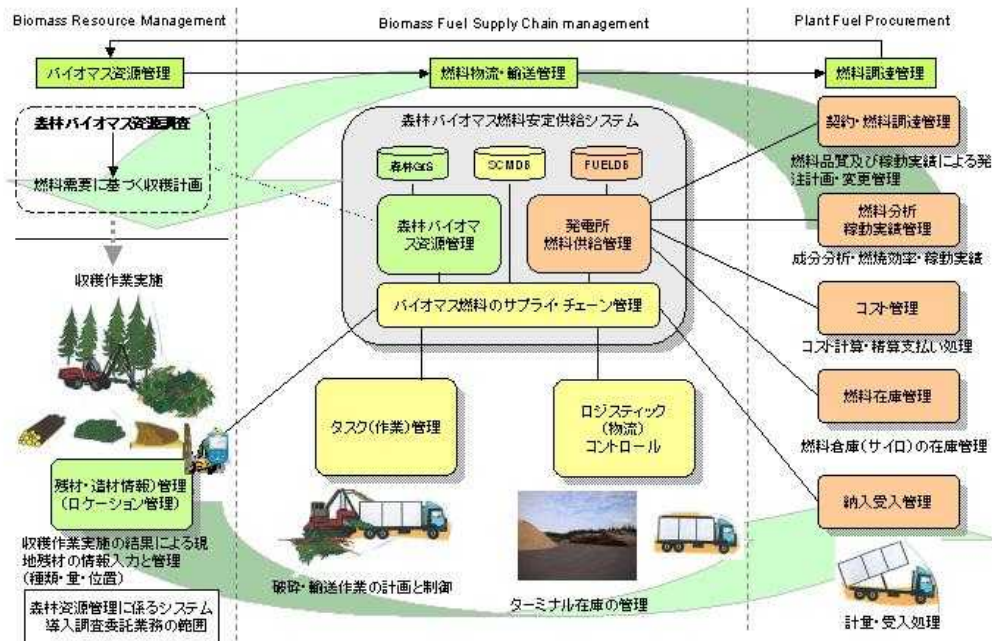 Biomass Resource Management
Biomass Fuel Supply Chain management
Plant Fuel Procurement
バイオマス資源管理
燃料物流・輸送管理
燃料調達管理
森林バイオマス資源調査
燃料需要に基づく収穫計画
収穫作業実施
残材・造材情報)管理
(ロケーション管理)
収穫作業実施の結果による現
地残材の情報入力と管理
(種類・量・位置)
森林資源管理に係るシステム
導入調査委託業務の範囲
森林バイオマス燃料安定供給システム
森林GIS
SCMDB
FUELDB
森林バイオマ
ス資源管理
発電所
燃料供給管理
バイオマス燃料のサプライ・チェーン管理
タスク(作業)管理
ロジスティック
(物流)
コントロール
破砕・輸送作業の計画と制御
ターミナル在庫の管理
契約・燃料調達管理
燃料品質及び稼動実績による発
注計画・変更管理
燃料分析
稼動実績管理
成分分析・燃焼効率・稼動実績
コスト管理
コスト計算・精算支払い処理
燃料在庫管理
燃料倉庫(サイロ)の在庫管理
納入受入管理
計量・受入処理